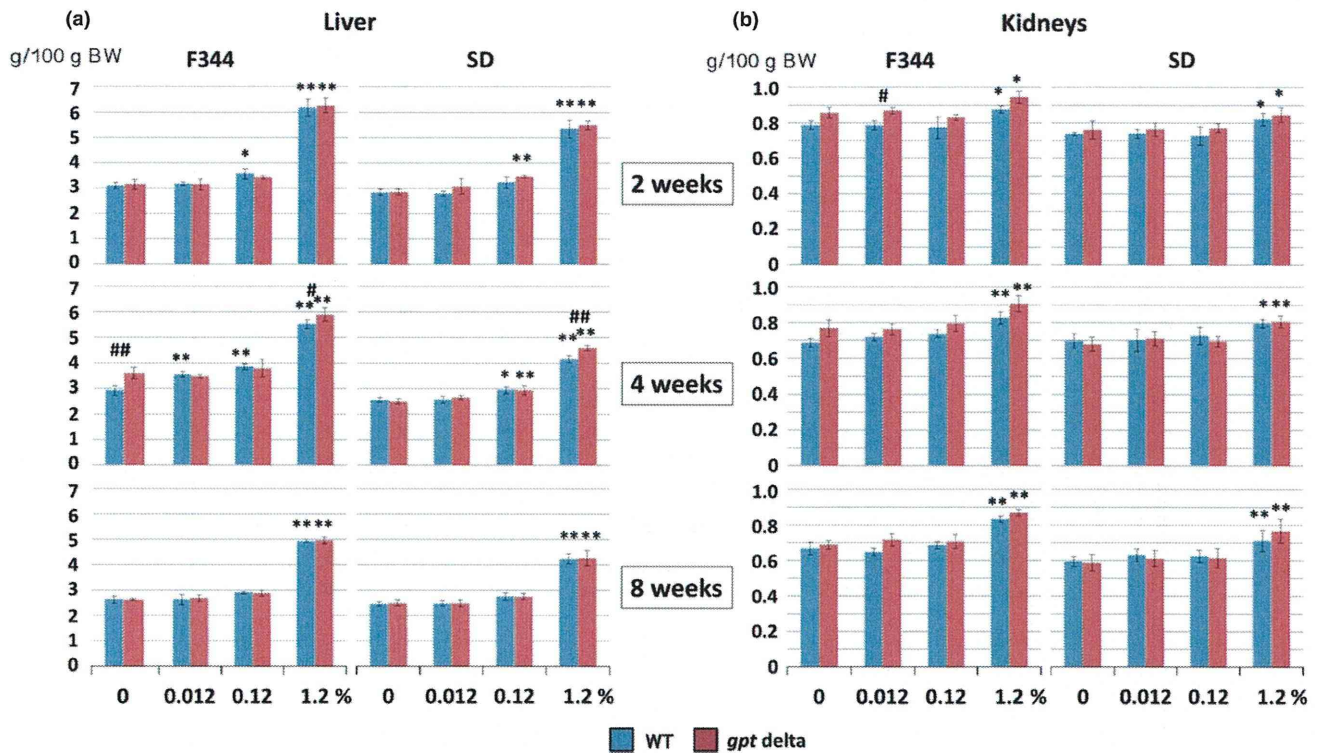 (a) Liver
g/100 g BW F344 SD
7 **** ****
6
5
4 * **
3
2
1
0
2 weeks
7 #
6 **** ##
5 ## ** ** ****
4 * **
3
2
1
0
4 weeks
7
6 **** ****
5
4
3
2
1
0
8 weeks
0 0.012 0.12 1.2 % 0 0.012 0.12 1.2 %
(b) Kidneys
g/100 g BW F344 SD
1.0 # * * * *
0.8
0.6
0.4
0.2
0
1.0 ** ** ***
0.8
0.6
0.4
0.2
0
1.0 ** ** ** **
0.8
0.6
0.4
0.2
0
0 0.012 0.12 1.2 % 0 0.012 0.12 1.2 %
WT gpt delta